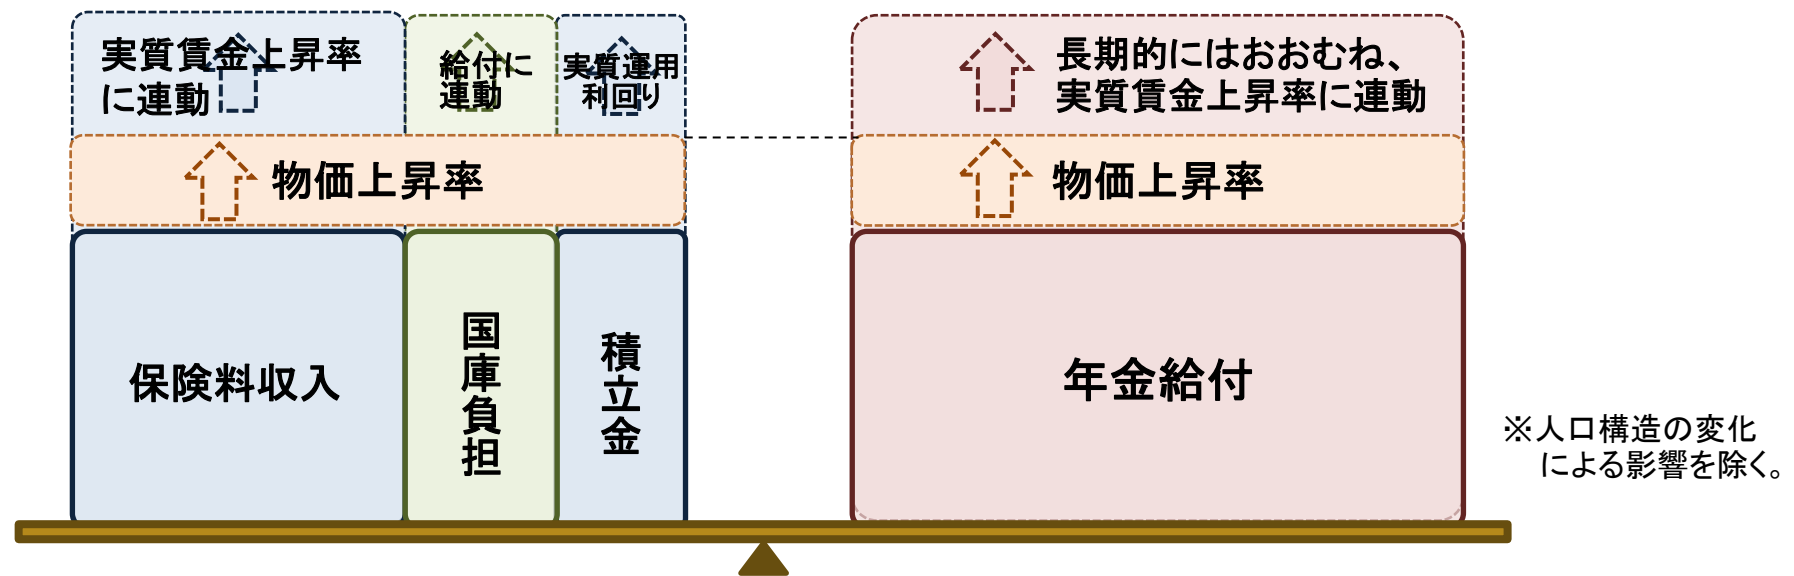 実質賃金上昇率
に連動
給付に
連動
実質運用
利回り
物価上昇率
保険料収入
国庫負担
積立金
長期的にはおおむね、
実質賃金上昇率に連動
物価上昇率
年金給付
※人口構造の変化
による影響を除く。